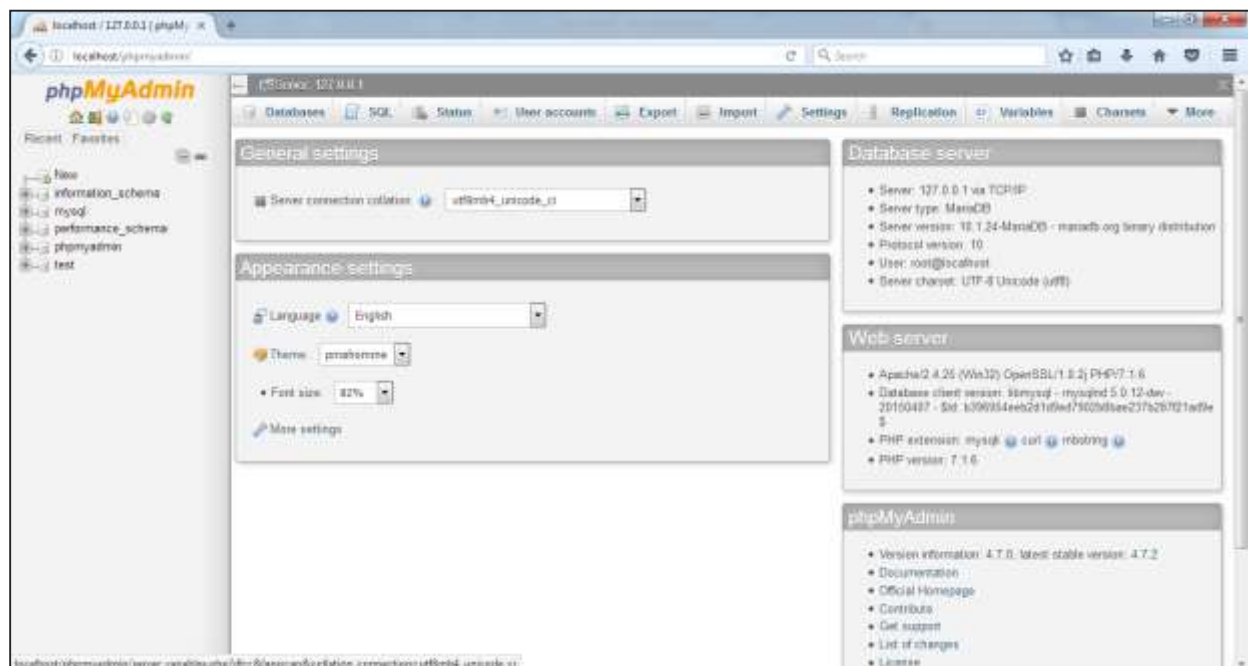 localhost / 127.0.0.1 | phpMy
localhost/phpmyadmin/
Search
phpMyAdmin
Server: 127.0.0.1
Databases SQL Status User accounts Export Import Settings Replication Variables Charsets More
Recent Favorites
New
information_schema
mysql
performance_schema
phpmyadmin
test
General settings
Server connection collation utf8mb4_unicode_ci
Appearance settings
Language English
Theme pmahomme
Font size 82%
More settings
Database server
Server: 127.0.0.1 via TCP/IP
Server type: MariaDB
Server version: 10.1.24-MariaDB - mariadb.org binary distribution
Protocol version: 10
User: root@localhost
Server charset: UTF-8 Unicode (utf8)
Web server
Apache/2.4.25 (Win32) OpenSSL/1.0.2j PHP/7.1.6
Database client version: libmysql - mysqlnd 5.0.12-dev -
20150407 - $Id:
$
PHP extension: mysqli curl mbstring
PHP version: 7.1.6
phpMyAdmin
Version information: 4.7.0, latest stable version: 4.7.2
Documentation
Official Homepage
Contribute
Get support
List of changes
License